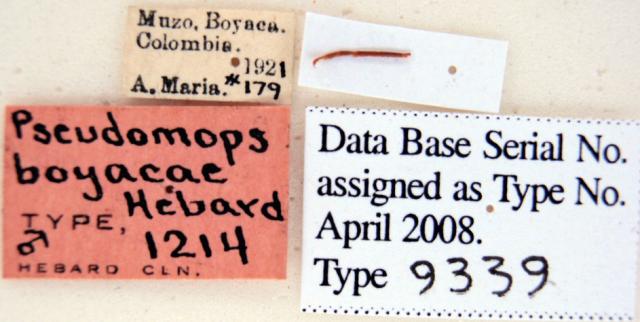 Muzo, Boyaca.
Colombia.
1921
A. Maria. #179
Pseudomops
boyacae
Hebard
TYPE,
♂ 1214
HEBARD CLN.
Data Base Serial No.
assigned as Type No.
April 2008.
Type 9339